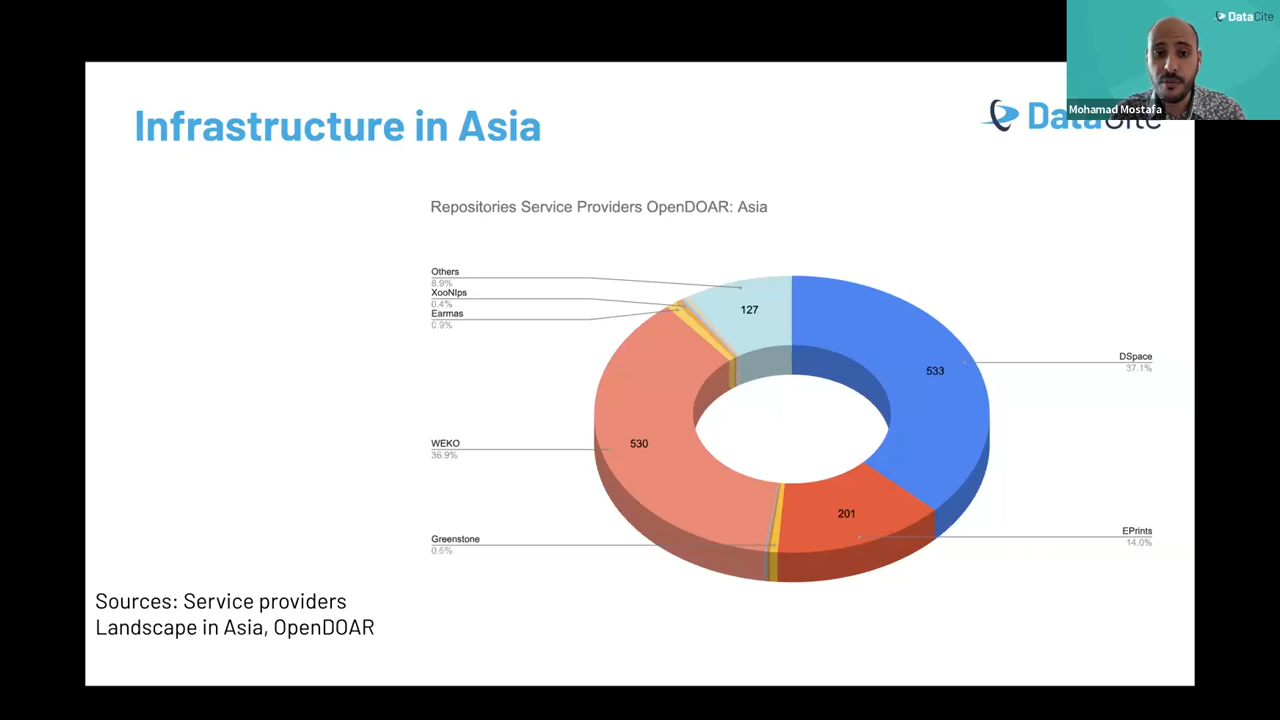 DataCite
Mohamad Mostafa
Infrastructure in Asia
DataCite
Repositories Service Providers OpenDOAR: Asia
Others
8.9%
XooNIps
0.4%
Earmas
0.9%
127
DSpace
37.1%
533
WEKO
36.9%
530
201
EPrints
14.0%
Greenstone
0.6%
Sources: Service providers
Landscape in Asia, OpenDOAR